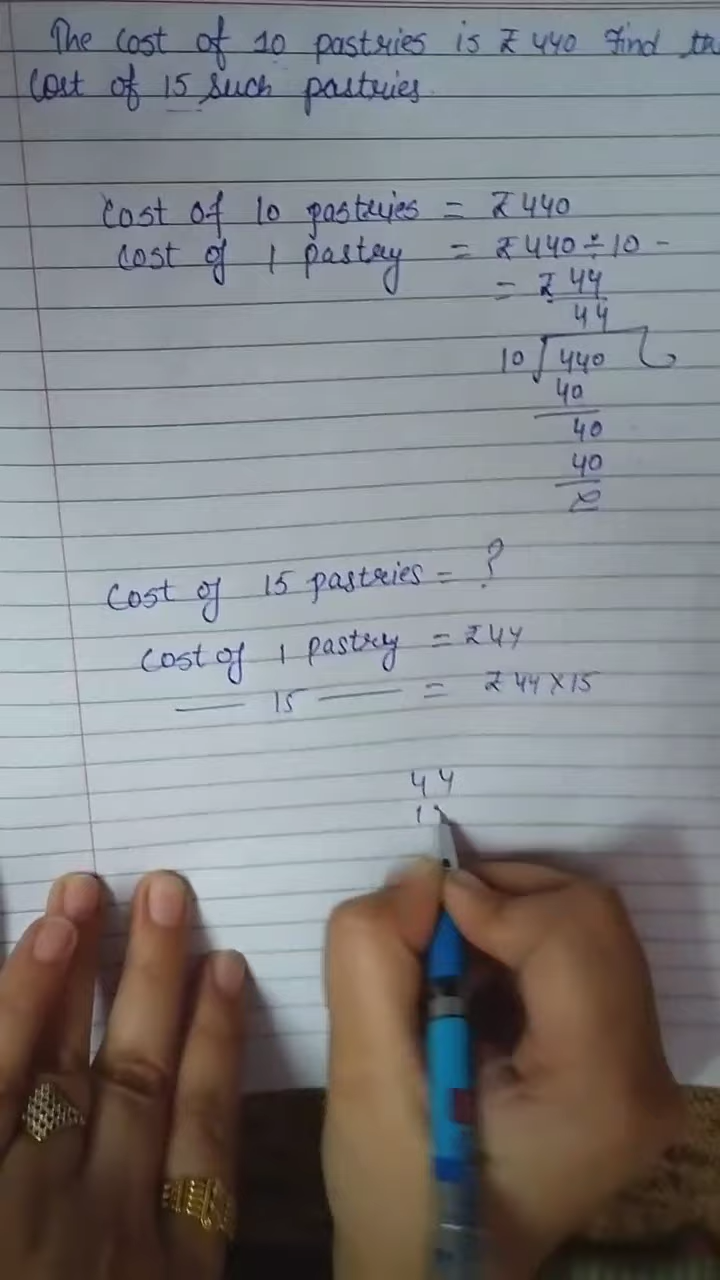 The cost of 10 pastries is ₹ 440 Find th
cost of 15 such pastries.
Cost of 10 pastries = ₹ 440
Cost of 1 pastry = ₹ 440 ÷ 10 -
= ₹ 44
44
10 440
40
40
40
Cost of 15 pastries = ?
Cost of 1 pastry = ₹ 44
—— 15 —— = ₹ 44 × 15
44
1